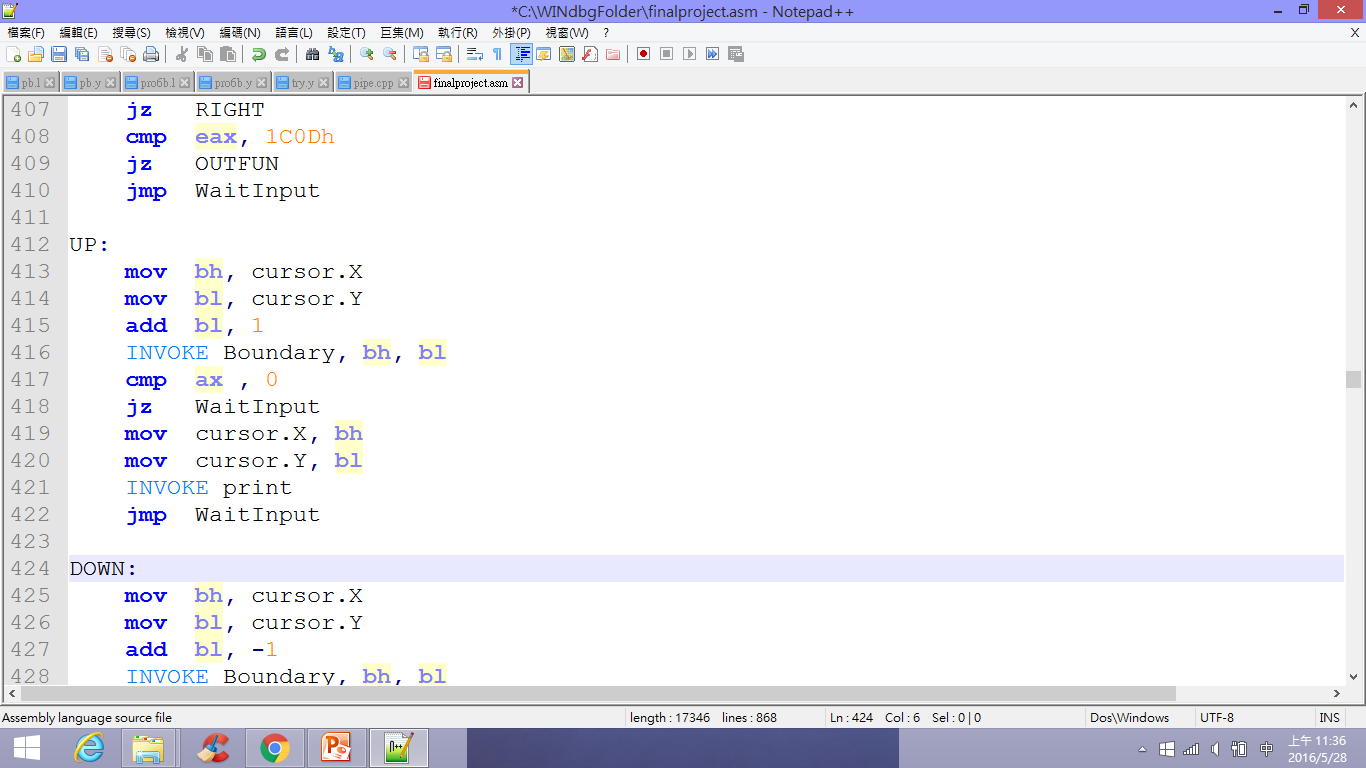 *C:\WINdbgFolder\finalproject.asm - Notepad++
檔案(F) 編輯(E) 搜尋(S) 檢視(V) 編碼(N) 語言(L) 設定(T) 巨集(M) 執行(R) 外掛(P) 視窗(W) ? X
pb.l pb.y pro6b.l pro6b.y try.y pipe.cpp finalproject.asm
407 jz RIGHT
408 cmp eax, 1C0Dh
409 jz OUTFUN
410 jmp WaitInput
411
412 UP:
413 mov bh, cursor.X
414 mov bl, cursor.Y
415 add bl, 1
416 INVOKE Boundary, bh, bl
417 cmp ax , 0
418 jz WaitInput
419 mov cursor.X, bh
420 mov cursor.Y, bl
421 INVOKE print
422 jmp WaitInput
423
424 DOWN:
425 mov bh, cursor.X
426 mov bl, cursor.Y
427 add bl, -1
428 INVOKE Boundary, bh, bl
Assembly language source file length : 17346 lines : 868 Ln : 424 Col : 6 Sel : 0 | 0 Dos\Windows UTF-8 INS
中 上午 11:36
2016/5/28